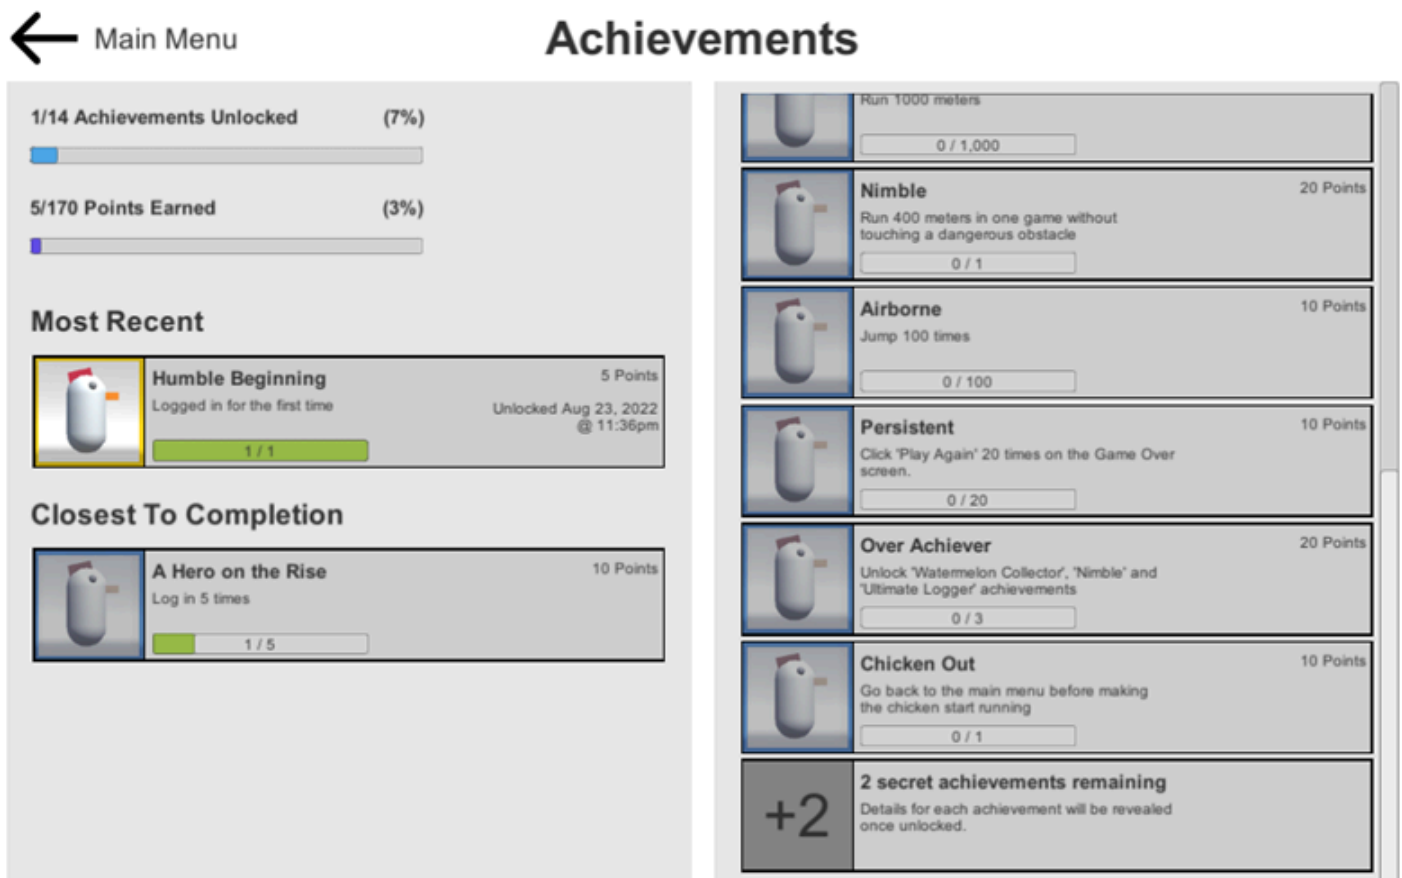 Main Menu
Achievements
1/14 Achievements Unlocked (7%)
5/170 Points Earned (3%)
Most Recent
Humble Beginning 5 Points
Logged in for the first time Unlocked Aug 23, 2022
@ 11:36pm
1 / 1
Closest To Completion
A Hero on the Rise 10 Points
Log in 5 times
1 / 5
Run 1000 meters
0 / 1,000
Nimble 20 Points
Run 400 meters in one game without
touching a dangerous obstacle
0 / 1
Airborne 10 Points
Jump 100 times
0 / 100
Persistent 10 Points
Click 'Play Again' 20 times on the Game Over
screen.
0 / 20
Over Achiever 20 Points
Unlock 'Watermelon Collector', 'Nimble' and
'Ultimate Logger' achievements
0 / 3
Chicken Out 10 Points
Go back to the main menu before making
the chicken start running
0 / 1
+2
2 secret achievements remaining
Details for each achievement will be revealed
once unlocked.